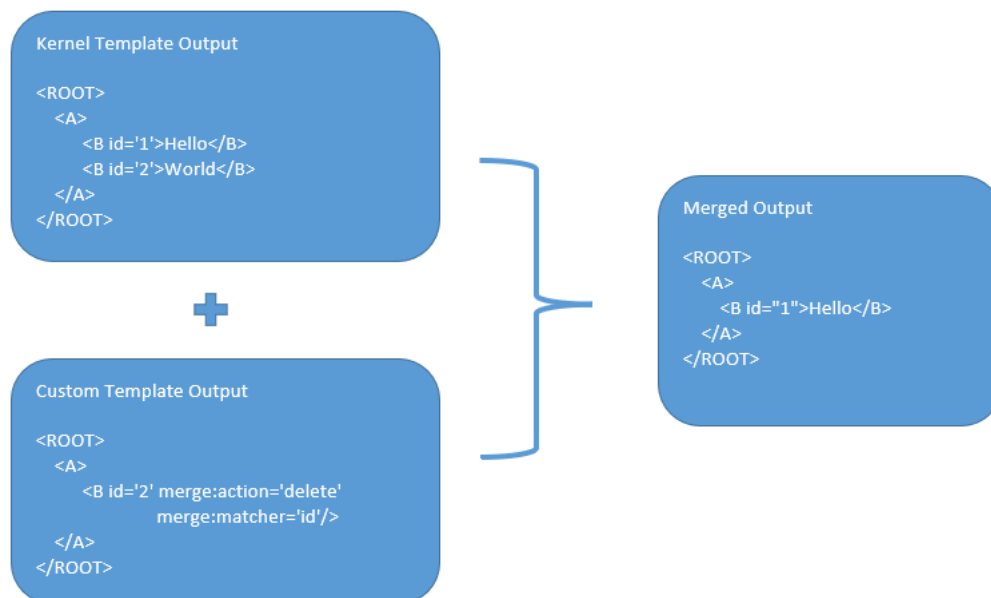 Kernel Template Output
<ROOT>
<A>
<B id='1'>Hello</B>
<B id='2'>World</B>
</A>
</ROOT>
Custom Template Output
<ROOT>
<A>
<B id='2' merge:action='delete'
merge:matcher='id'/>
</A>
</ROOT>
Merged Output
<ROOT>
<A>
<B id="1">Hello</B>
</A>
</ROOT>